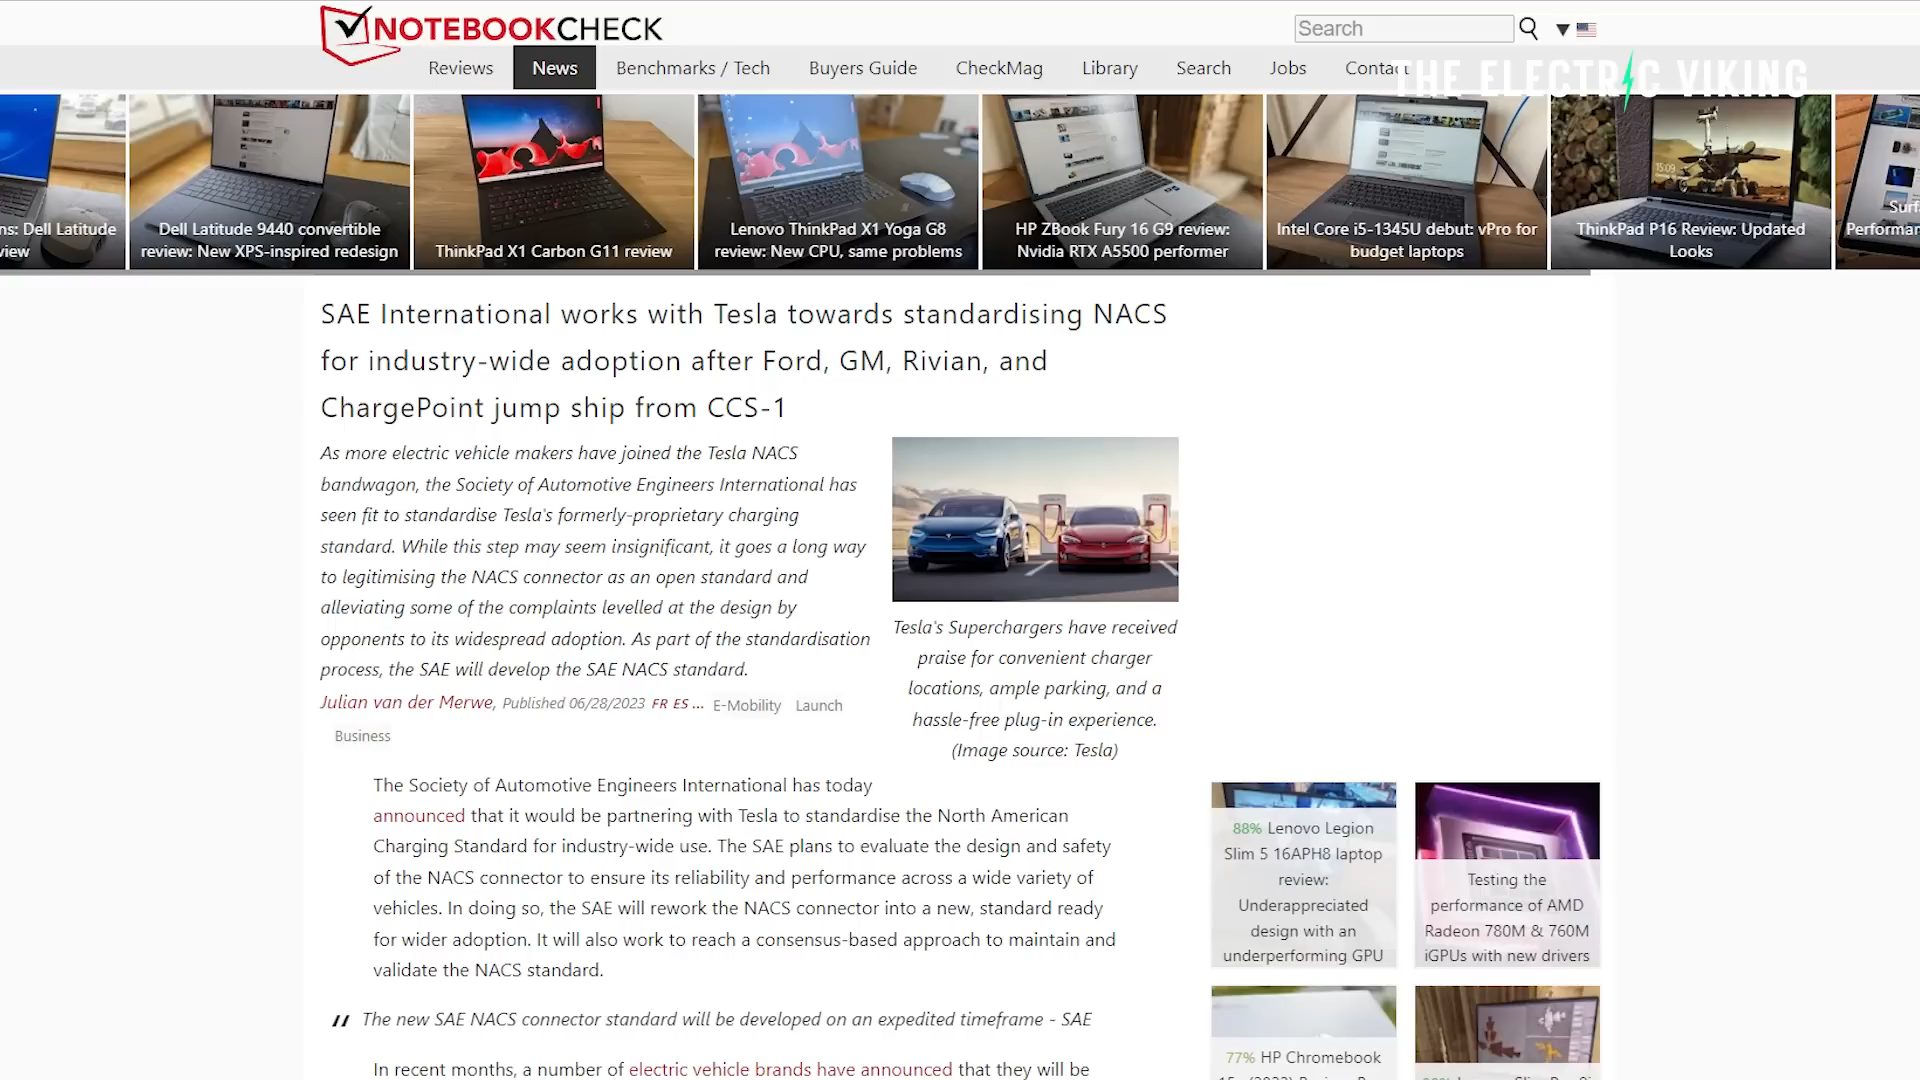 NOTEBOOKCHECK
Search
Reviews News Benchmarks / Tech Buyers Guide CheckMag Library Search Jobs Contact
THE ELECTRIC VIKING
ns: Dell Latitude
view
Dell Latitude 9440 convertible
review: New XPS-inspired redesign
ThinkPad X1 Carbon G11 review
Lenovo ThinkPad X1 Yoga G8
review: New CPU, same problems
HP ZBook Fury 16 G9 review:
Nvidia RTX A5500 performer
Intel Core i5-1345U debut: vPro for
budget laptops
15:09
ThinkPad P16 Review: Updated
Looks
Surf
Performan
SAE International works with Tesla towards standardising NACS
for industry-wide adoption after Ford, GM, Rivian, and
ChargePoint jump ship from CCS-1
As more electric vehicle makers have joined the Tesla NACS
bandwagon, the Society of Automotive Engineers International has
seen fit to standardise Tesla's formerly-proprietary charging
standard. While this step may seem insignificant, it goes a long way
to legitimising the NACS connector as an open standard and
alleviating some of the complaints levelled at the design by
opponents to its widespread adoption. As part of the standardisation
process, the SAE will develop the SAE NACS standard.
Julian van der Merwe, Published 06/28/2023 FR ES ... E-Mobility Launch
Business
Tesla's Superchargers have received
praise for convenient charger
locations, ample parking, and a
hassle-free plug-in experience.
(Image source: Tesla)
The Society of Automotive Engineers International has today
announced that it would be partnering with Tesla to standardise the North American
Charging Standard for industry-wide use. The SAE plans to evaluate the design and safety
of the NACS connector to ensure its reliability and performance across a wide variety of
vehicles. In doing so, the SAE will rework the NACS connector into a new, standard ready
for wider adoption. It will also work to reach a consensus-based approach to maintain and
validate the NACS standard.
" The new SAE NACS connector standard will be developed on an expedited timeframe - SAE
In recent months, a number of electric vehicle brands have announced that they will be
88% Lenovo Legion
Slim 5 16APH8 laptop
review:
Underappreciated
design with an
underperforming GPU
Testing the
performance of AMD
Radeon 780M & 760M
iGPUs with new drivers
77% HP Chromebook